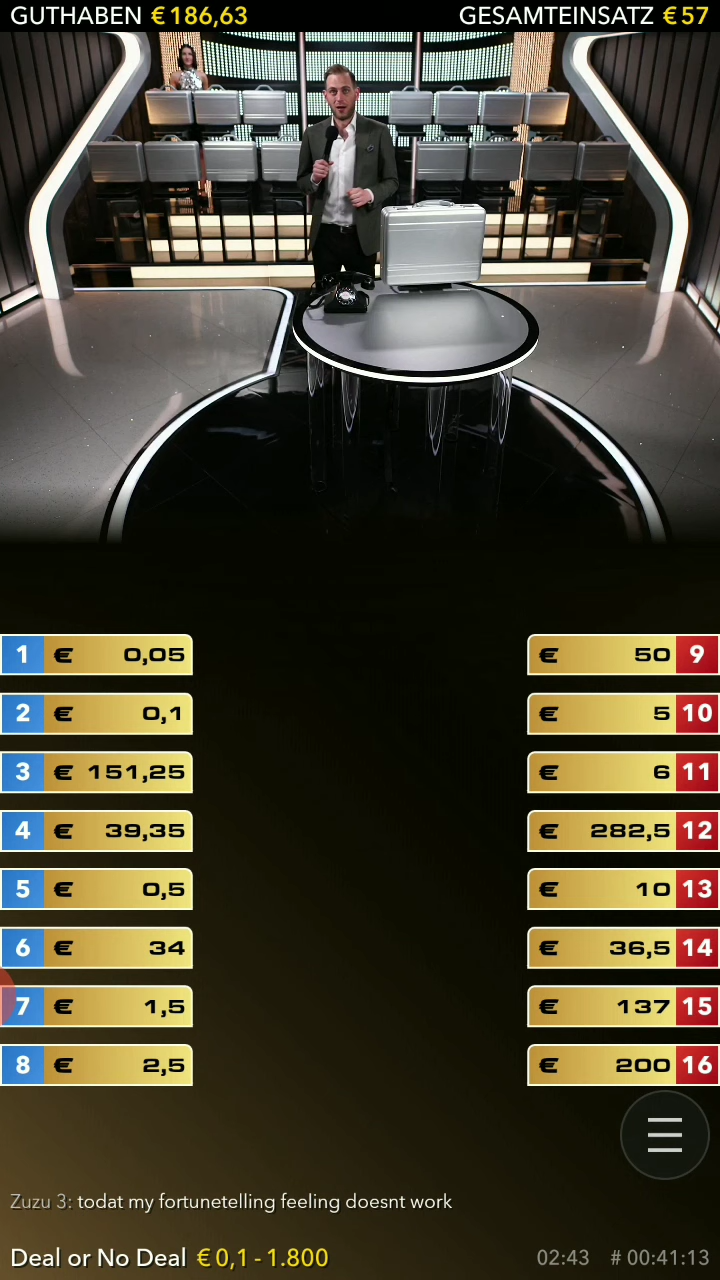 GUTHABEN € 186,63 GESAMTEINSATZ € 57
1 € 0,05
€ 50 9
2 € 0,1
€ 5 10
3 € 151,25
€ 6 11
4 € 39,35
€ 282,5 12
5 € 0,5
€ 10 13
6 € 34
€ 36,5 14
7 € 1,5
€ 137 15
8 € 2,5
€ 200 16
Zuzu 3: todat my fortunetelling feeling doesnt work
Deal or No Deal € 0,1 - 1.800 02:43 # 00:41:13